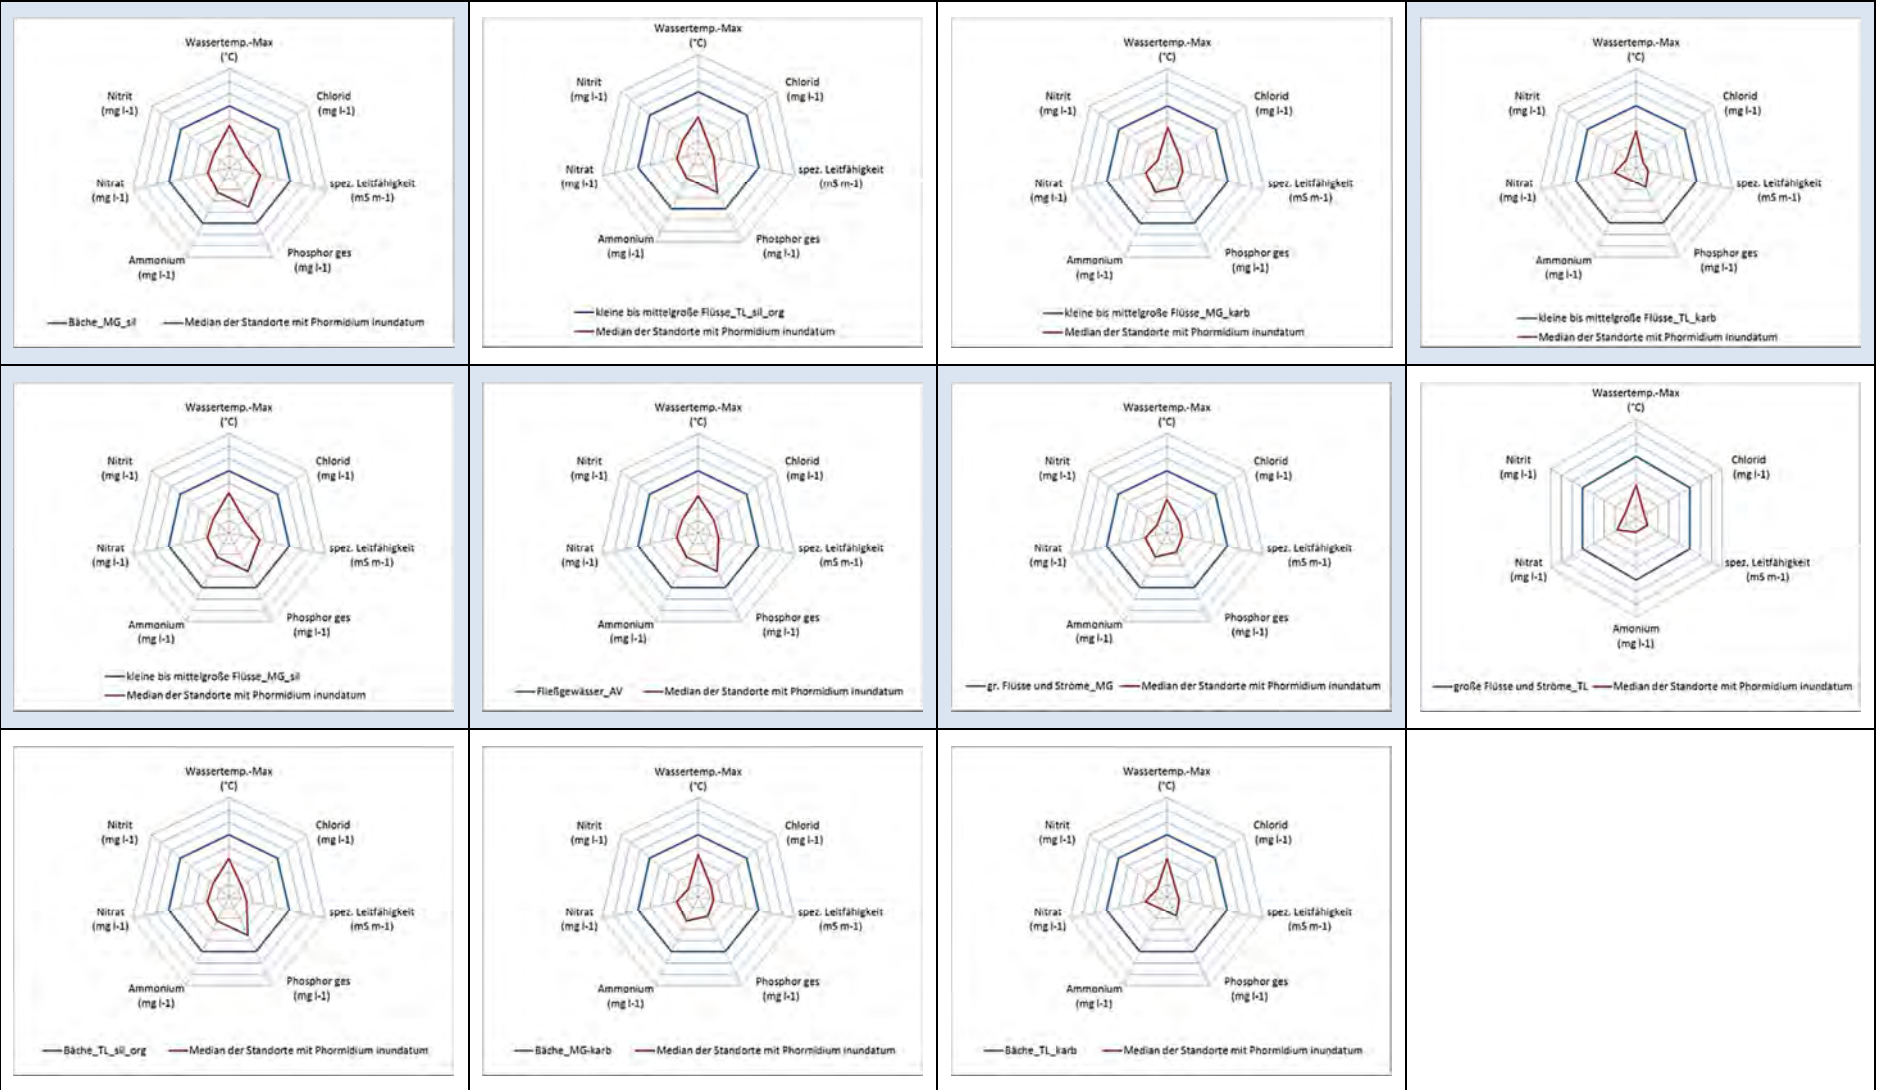 Wassertemp.-Max
(°C)
Nitrit
(mg l-1)
Chlorid
(mg l-1)
Nitrat
(mg l-1)
spez. Leitfähigkeit
(mS m-1)
Ammonium
(mg l-1)
Phosphor ges
(mg l-1)
Bäche_MG_sil
Median der Standorte mit Phormidium inundatum
Wassertemp.-Max
(°C)
Nitrit
(mg l-1)
Chlorid
(mg l-1)
Nitrat
(mg l-1)
spez. Leitfähigkeit
(mS m-1)
Ammonium
(mg l-1)
Phosphor ges
(mg l-1)
kleine bis mittelgroße Flüsse_TL_sil_org
Median der Standorte mit Phormidium inundatum
Wassertemp.-Max
(°C)
Nitrit
(mg l-1)
Chlorid
(mg l-1)
Nitrat
(mg l-1)
spez. Leitfähigkeit
(mS m-1)
Ammonium
(mg l-1)
Phosphor ges
(mg l-1)
kleine bis mittelgroße Flüsse_MG_karb
Median der Standorte mit Phormidium inundatum
Wassertemp.-Max
(°C)
Nitrit
(mg l-1)
Chlorid
(mg l-1)
Nitrat
(mg l-1)
spez. Leitfähigkeit
(mS m-1)
Ammonium
(mg l-1)
Phosphor ges
(mg l-1)
kleine bis mittelgroße Flüsse_TL_karb
Median der Standorte mit Phormidium inundatum
Wassertemp.-Max
(°C)
Nitrit
(mg l-1)
Chlorid
(mg l-1)
Nitrat
(mg l-1)
spez. Leitfähigkeit
(mS m-1)
Ammonium
(mg l-1)
Phosphor ges
(mg l-1)
kleine bis mittelgroße Flüsse_MG_sil
Median der Standorte mit Phormidium inundatum
Wassertemp.-Max
(°C)
Nitrit
(mg l-1)
Chlorid
(mg l-1)
Nitrat
(mg l-1)
spez. Leitfähigkeit
(mS m-1)
Ammonium
(mg l-1)
Phosphor ges
(mg l-1)
Fließgewässer_AV
Median der Standorte mit Phormidium inundatum
Wassertemp.-Max
(°C)
Nitrit
(mg l-1)
Chlorid
(mg l-1)
Nitrat
(mg l-1)
spez. Leitfähigkeit
(mS m-1)
Ammonium
(mg l-1)
Phosphor ges
(mg l-1)
gr. Flüsse und Ströme_MG
Median der Standorte mit Phormidium inundatum
Wassertemp.-Max
(°C)
Nitrit
(mg l-1)
Chlorid
(mg l-1)
Nitrat
(mg l-1)
spez. Leitfähigkeit
(mS m-1)
Amonium
(mg l-1)
große Flüsse und Ströme_TL
Median der Standorte mit Phormidium inundatum
Wassertemp.-Max
(°C)
Nitrit
(mg l-1)
Chlorid
(mg l-1)
Nitrat
(mg l-1)
spez. Leitfähigkeit
(mS m-1)
Ammonium
(mg l-1)
Phosphor ges
(mg l-1)
Bäche_TL_sil_org
Median der Standorte mit Phormidium inundatum
Wassertemp.-Max
(°C)
Nitrit
(mg l-1)
Chlorid
(mg l-1)
Nitrat
(mg l-1)
spez. Leitfähigkeit
(mS m-1)
Ammonium
(mg l-1)
Phosphor ges
(mg l-1)
Bäche_MG-karb
Median der Standorte mit Phormidium inundatum
Wassertemp.-Max
(°C)
Nitrit
(mg l-1)
Chlorid
(mg l-1)
Nitrat
(mg l-1)
spez. Leitfähigkeit
(mS m-1)
Ammonium
(mg l-1)
Phosphor ges
(mg l-1)
Bäche_TL_karb
Median der Standorte mit Phormidium inundatum